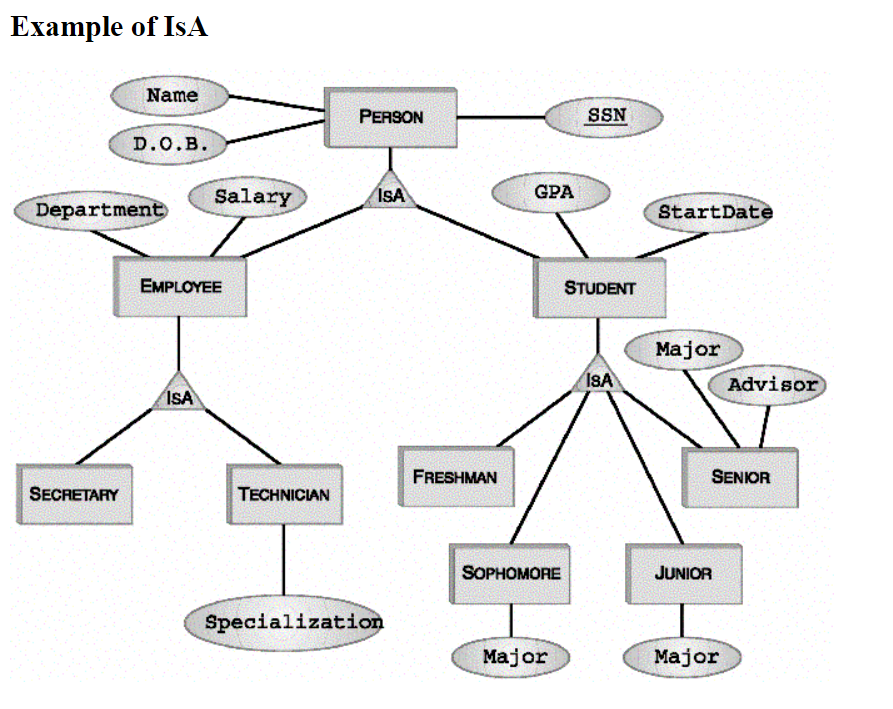 Example of IsA
Name
PERSON
SSN
D.O.B.
IsA
GPA
Salary
Department
StartDate
EMPLOYEE
STUDENT
Major
IsA
Advisor
IsA
FRESHMAN
SENIOR
SECRETARY
TECHNICIAN
SOPHOMORE
JUNIOR
Specialization
Major
Major